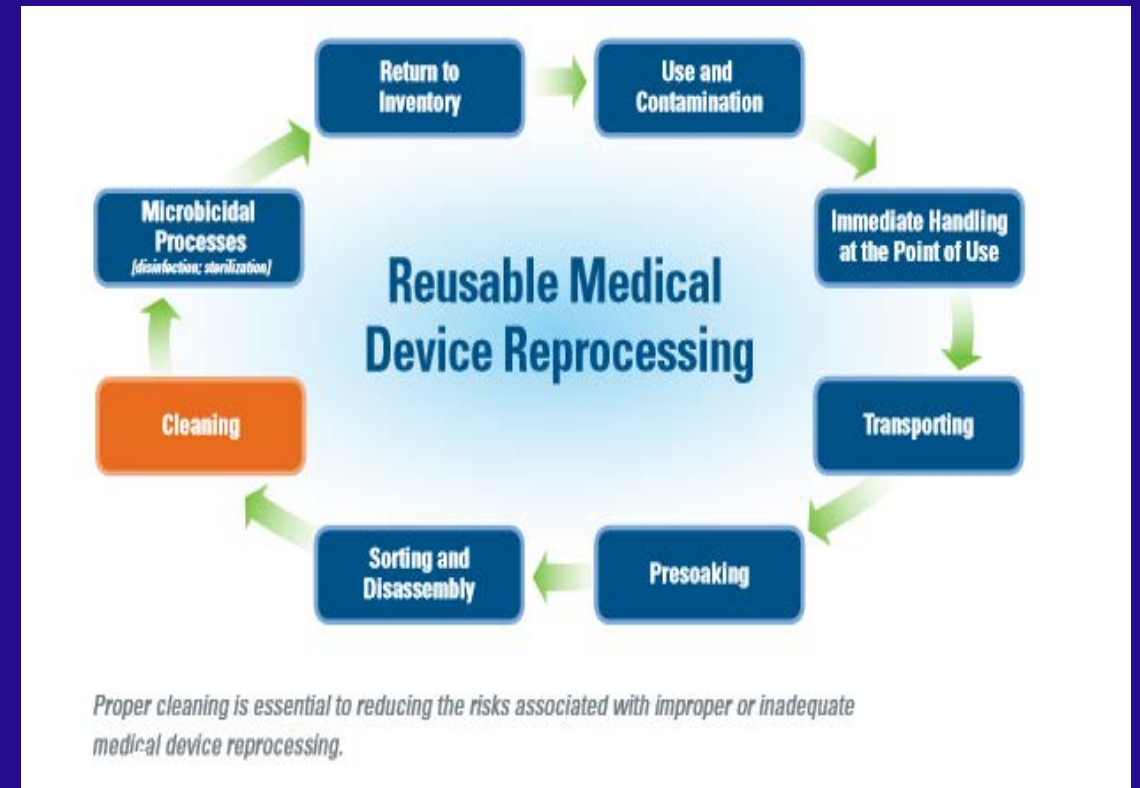 Return to
Inventory
Use and
Contamination
Microbicidal
Processes
[disinfection; sterilization]
Immediate Handling
at the Point of Use
Reusable Medical
Device Reprocessing
Cleaning
Transporting
Sorting and
Disassembly
Presoaking
Proper cleaning is essential to reducing the risks associated with improper or inadequate
medical device reprocessing.